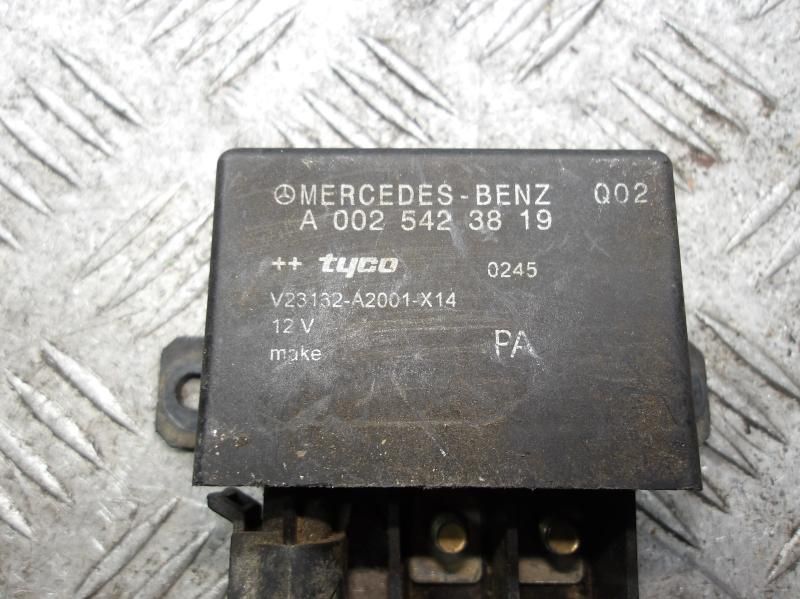 MERCEDES-BENZ Q02
A 002 542 38 19
++ tyco 0245
V23132-A2001-X14
12 V
make PA